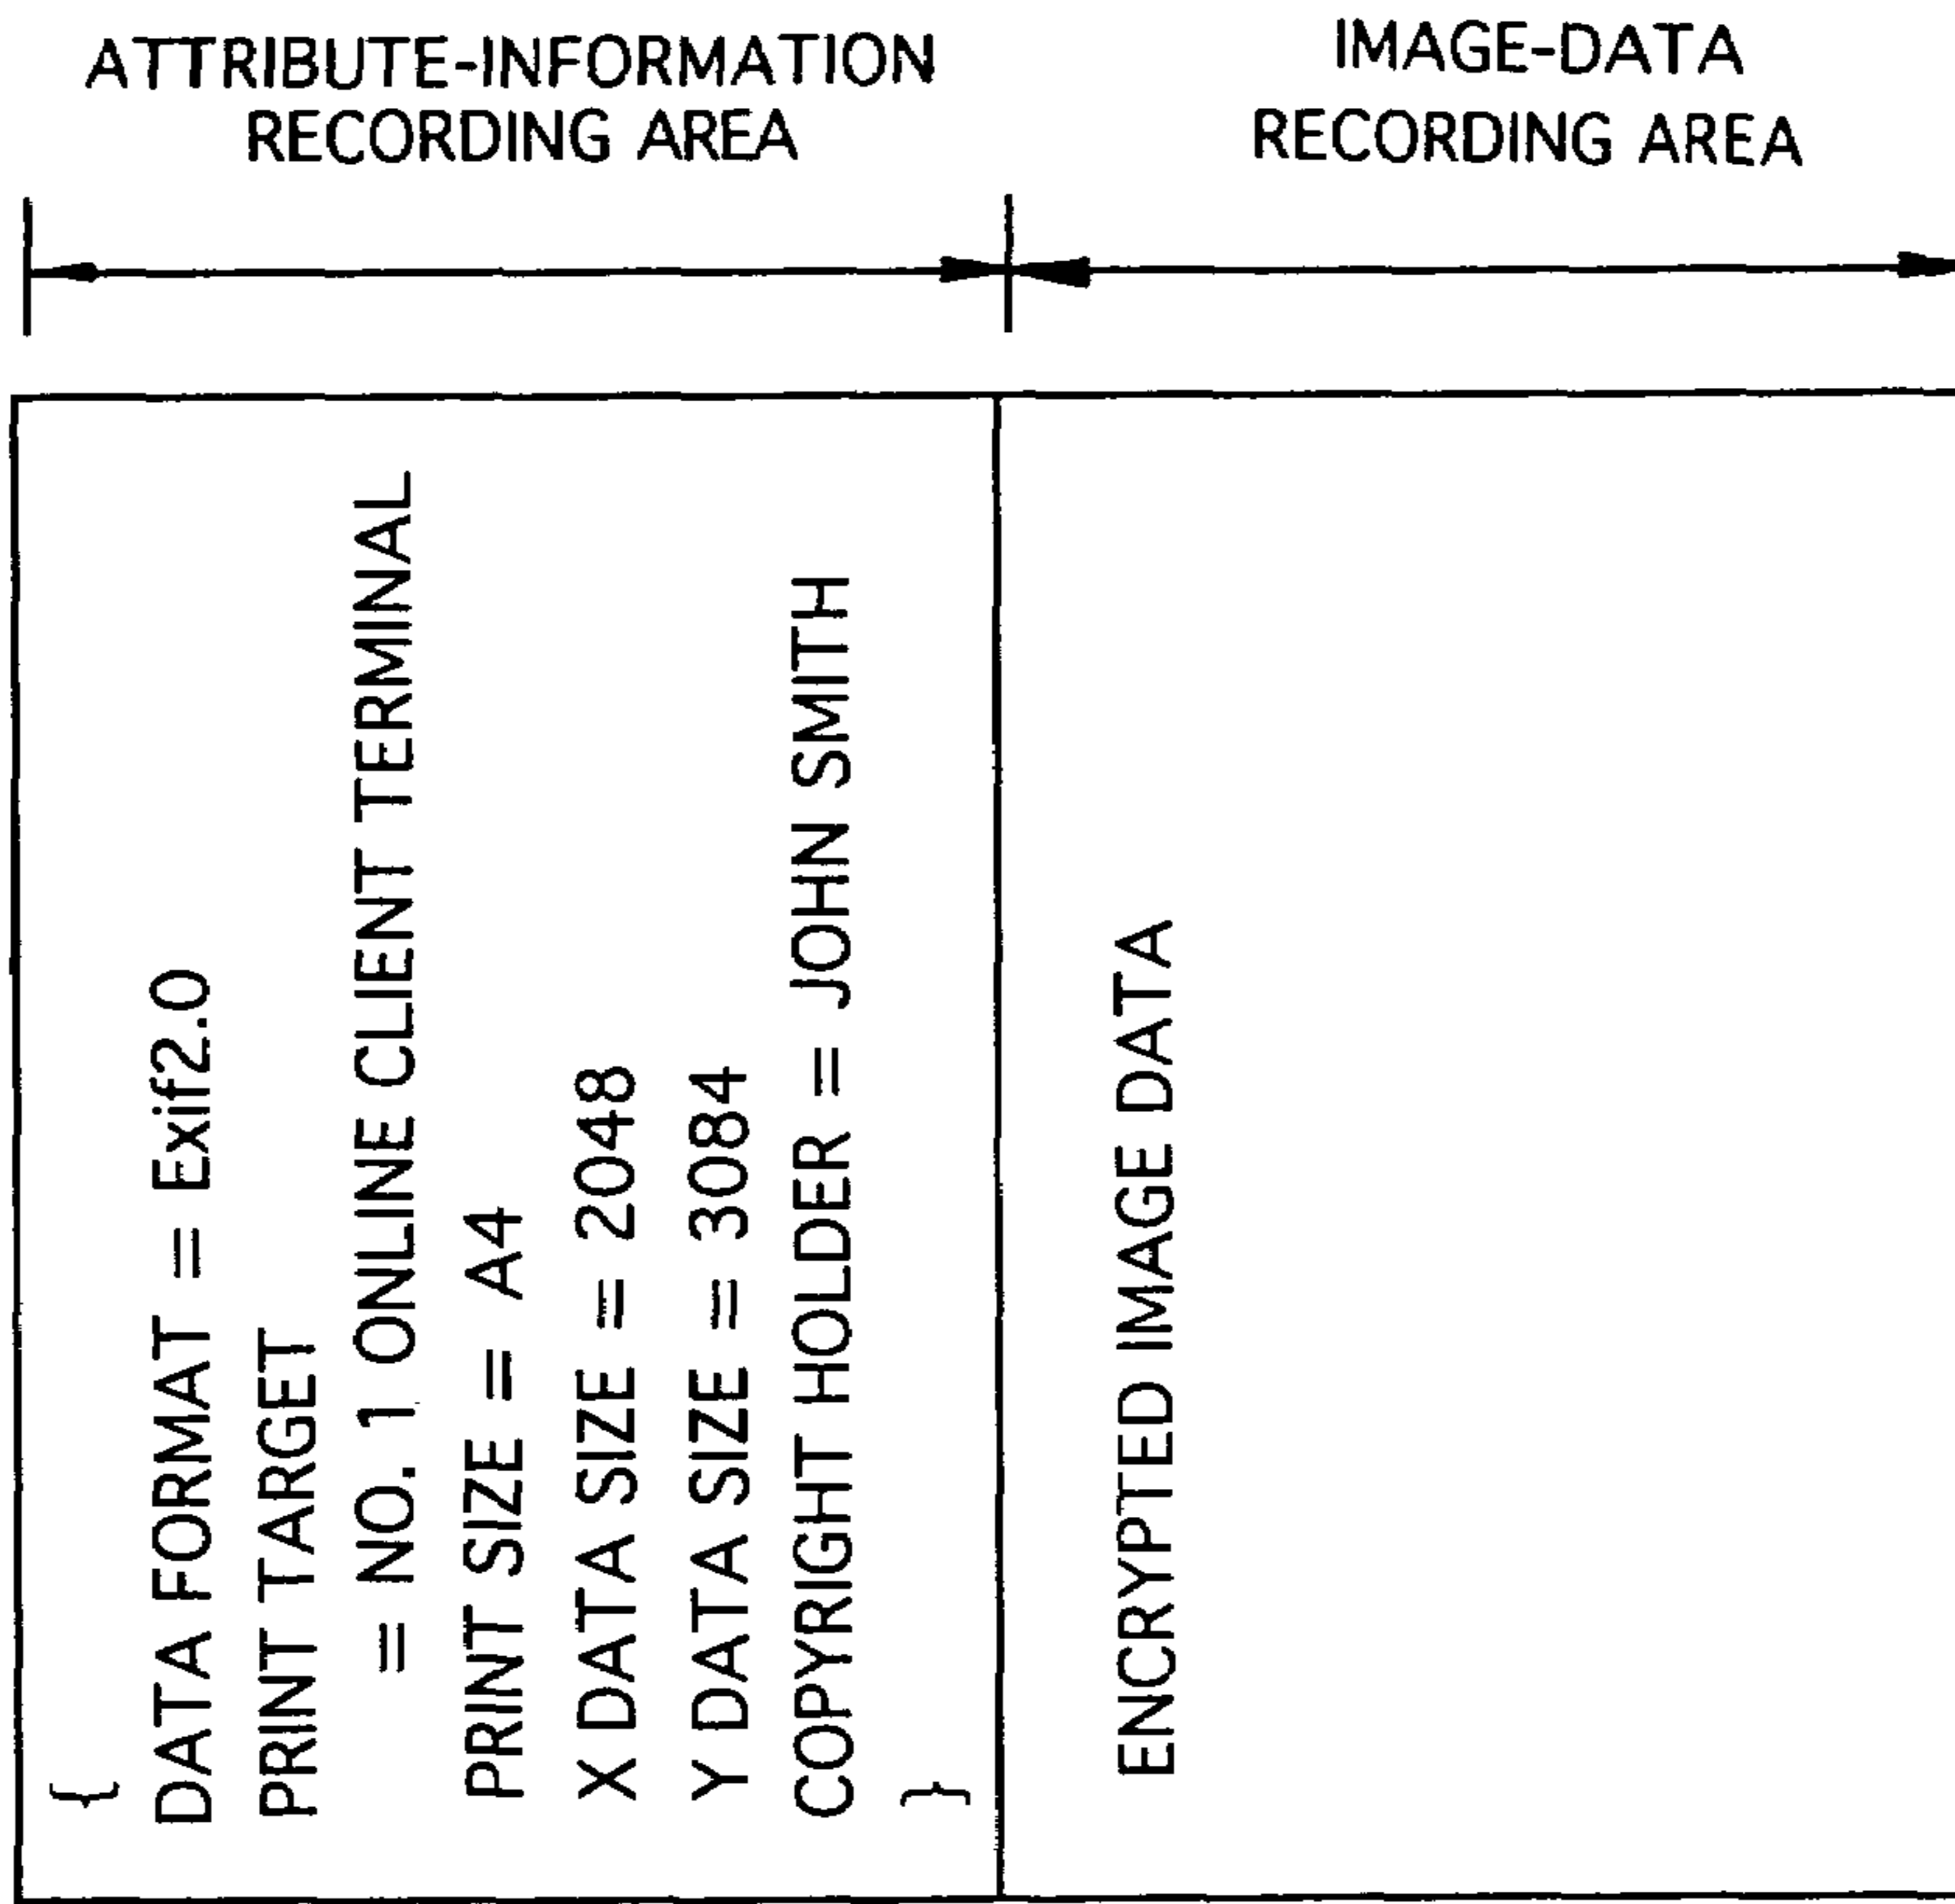 ATTRIBUTE-INFORMATION
RECORDING AREA
IMAGE-DATA
RECORDING AREA
{
DATA FORMAT = Exif2.0
PRINT TARGET
= NO. 1 ONLINE CLIENT TERMINAL
PRINT SIZE = A4
X DATA SIZE = 2048
Y DATA SIZE = 3084
COPYRIGHT HOLDER = JOHN SMITH
}
ENCRYPTED IMAGE DATA